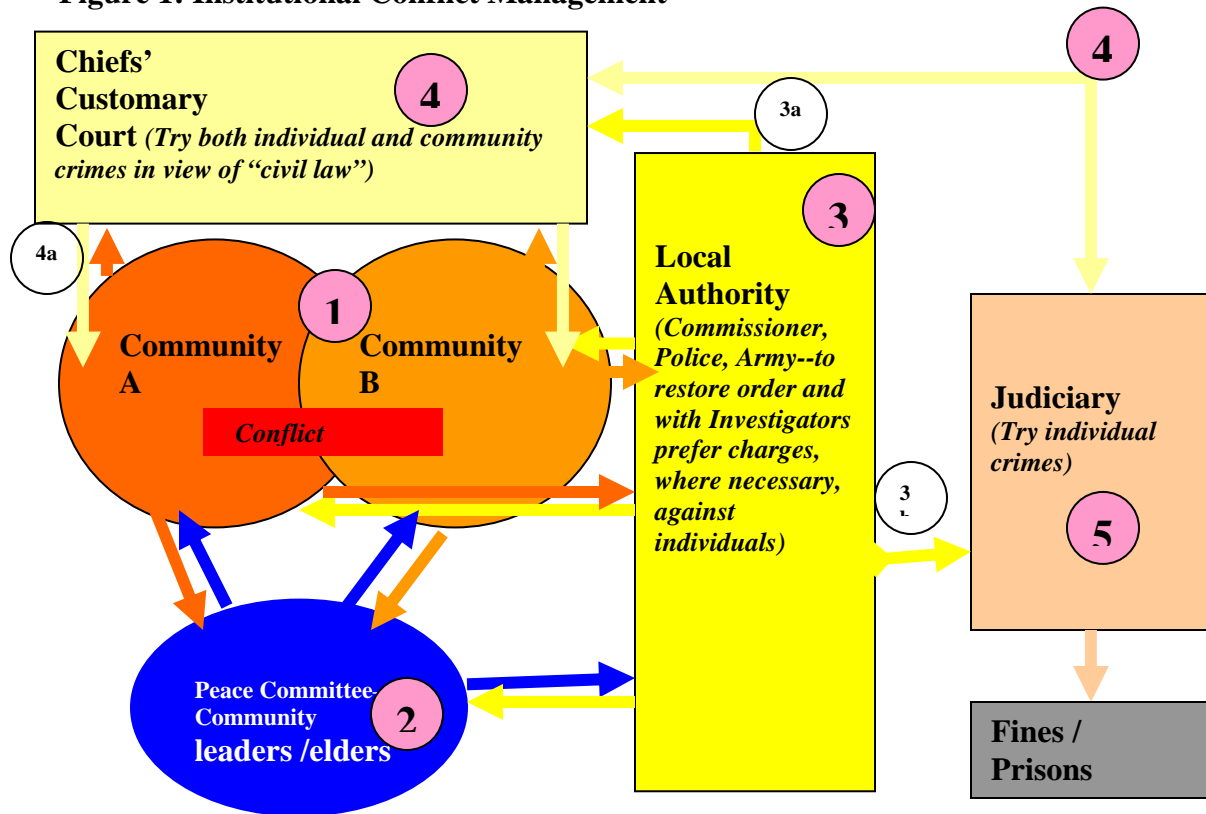 Figure 1: Institutional Conflict Management
Chiefs’
Customary
Court (Try both individual and community
crimes in view of “civil law”)
4
4
3a
3
4a
1
Community
A
Community
B
Conflict
Local
Authority
(Commissioner,
Police, Army--to
restore order and
with Investigators
prefer charges,
where necessary,
against
individuals)
3
Judiciary
(Try individual
crimes)
5
Peace Committee-
Community
leaders /elders
2
Fines /
Prisons